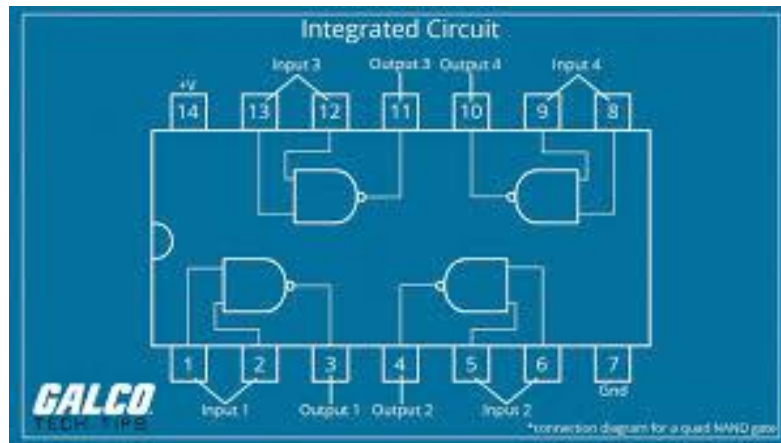 Integrated Circuit
Input 3 Output 3 Output 4 Input 4
+V
14 13 12 11 10 9 8
1 2 3 4 5 6 7
Gnd
Input 1 Output 1 Output 2 Input 2
GALCO
TECH TIPS
*connection diagram for a quad NAND gate